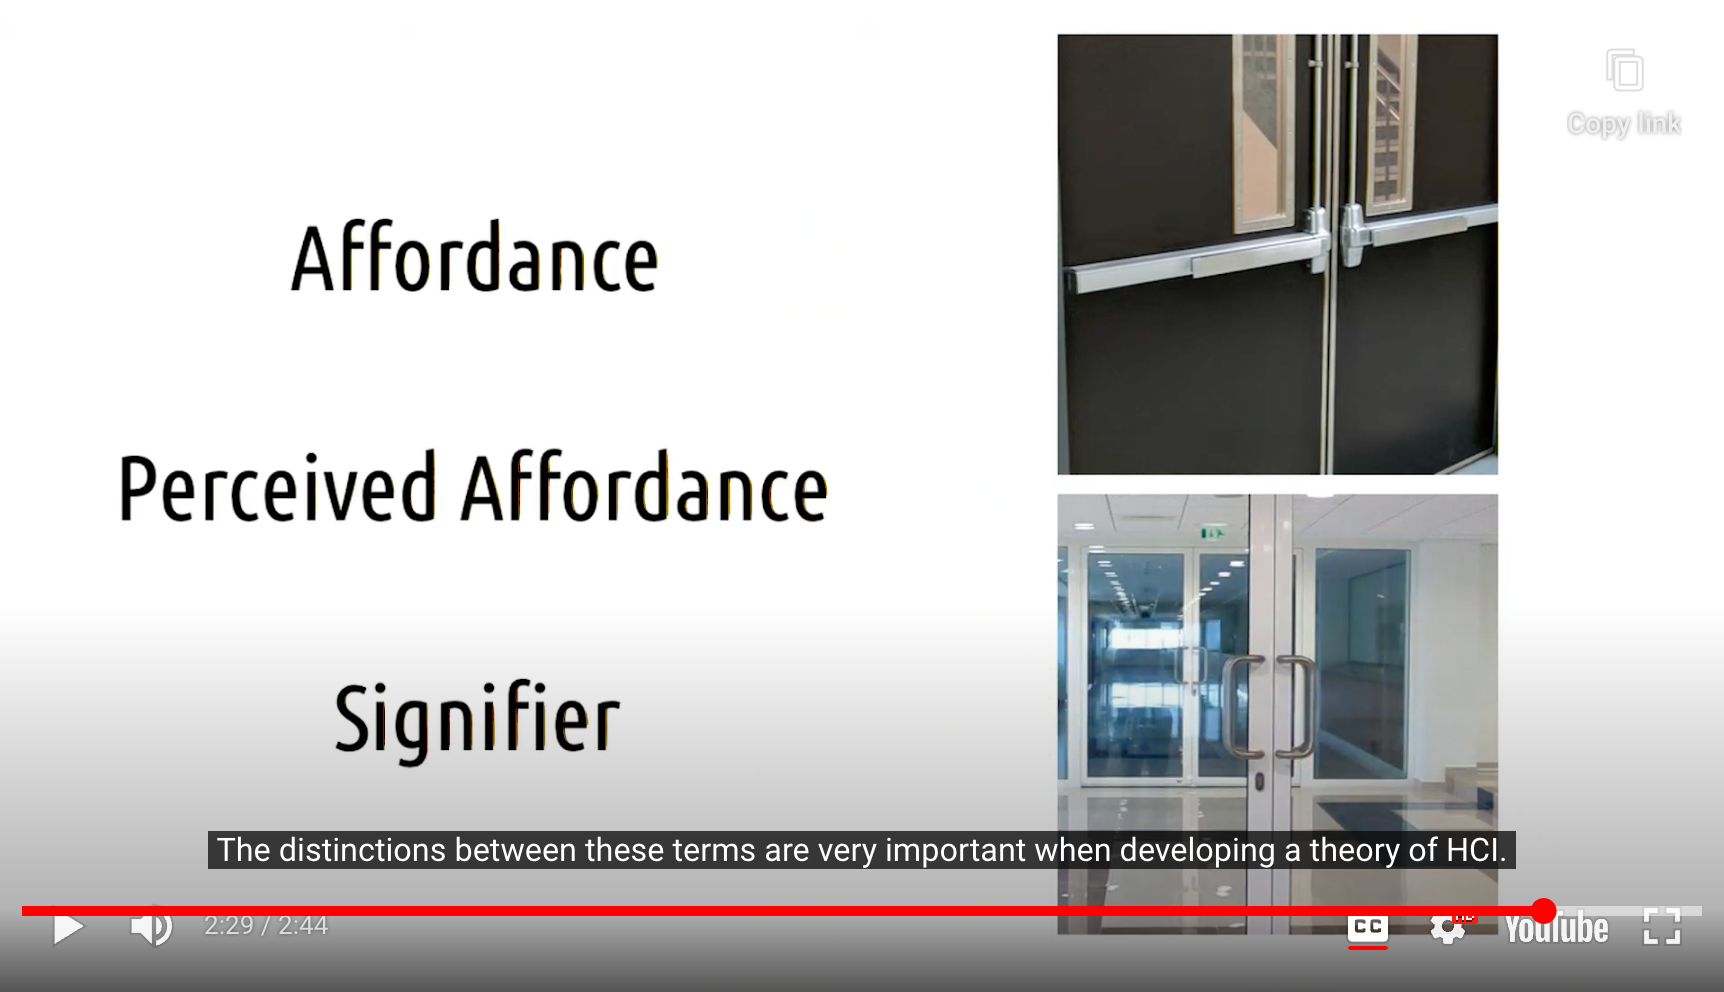 Copy link
Affordance
Perceived Affordance
Signifier
The distinctions between these terms are very important when developing a theory of HCI.
2:29 / 2:44
CC
HD
YouTube